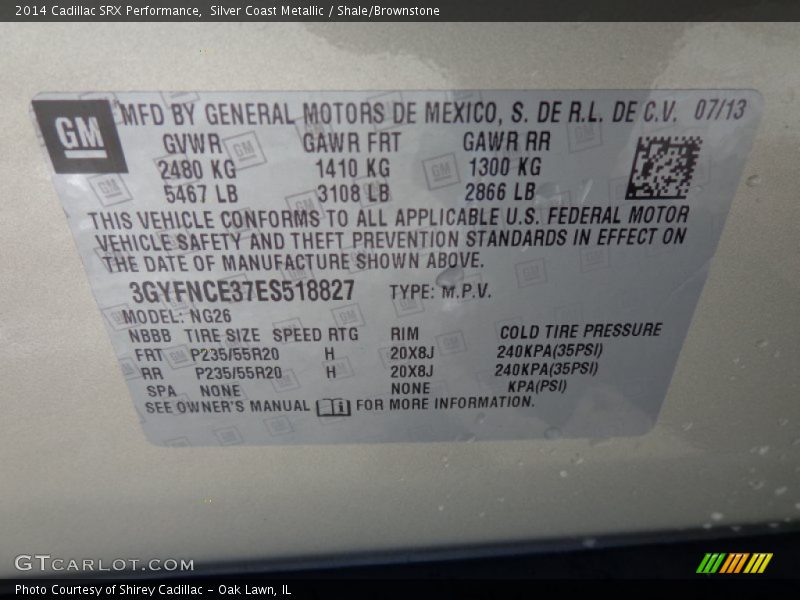 2014 Cadillac SRX Performance,  Silver Coast Metallic / Shale/Brownstone
GM
MFD BY GENERAL MOTORS DE MEXICO, S. DE R.L. DE C.V. 07/13
GVWR GAWR FRT GAWR RR
2480 KG 1410 KG 1300 KG
5467 LB 3108 LB 2866 LB
THIS VEHICLE CONFORMS TO ALL APPLICABLE U.S. FEDERAL MOTOR
VEHICLE SAFETY AND THEFT PREVENTION STANDARDS IN EFFECT ON
THE DATE OF MANUFACTURE SHOWN ABOVE.
3GYFNCE37ES518827 TYPE: M.P.V.
MODEL: NG26
NBBB TIRE SIZE SPEED RTG RIM COLD TIRE PRESSURE
FRT P235/55R20 H 20X8J 240KPA(35PSI)
RR P235/55R20 H 20X8J 240KPA(35PSI)
SPA NONE NONE KPA(PSI)
SEE OWNER'S MANUAL FOR MORE INFORMATION.
GTCARLOT.COM
Photo Courtesy of Shirey Cadillac - Oak Lawn, IL